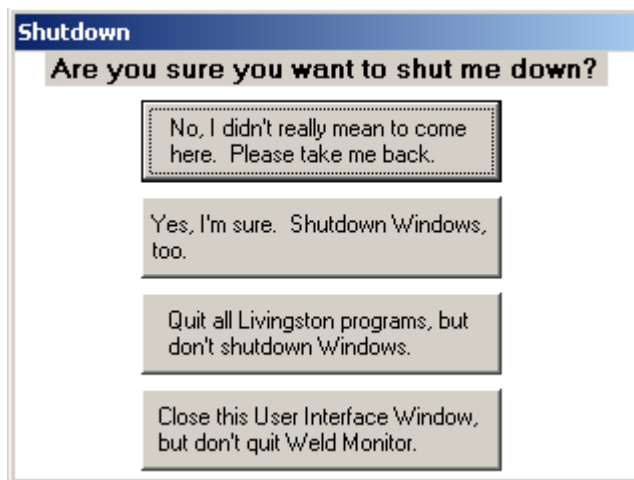 Shutdown
Are you sure you want to shut me down?
No, I didn't really mean to come
here.  Please take me back.
Yes, I'm sure.  Shutdown Windows,
too.
Quit all Livingston programs, but
don't shutdown Windows.
Close this User Interface Window,
but don't quit Weld Monitor.